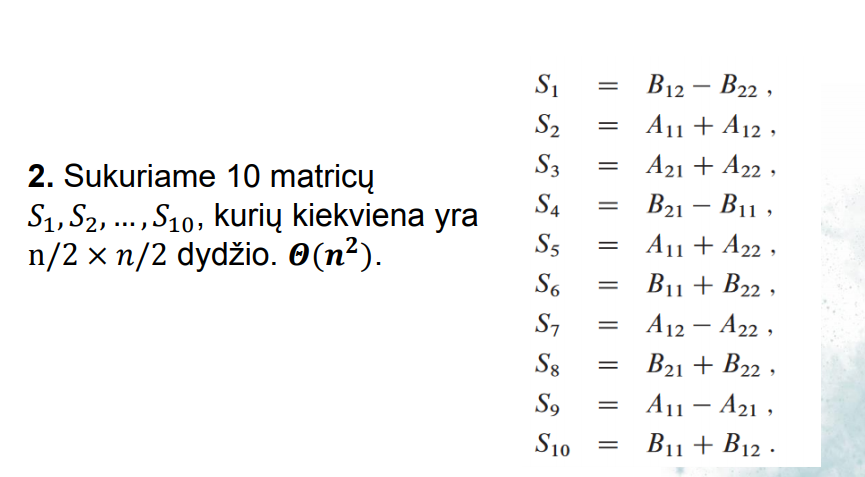 2. Sukuriame 10 matricų
S₁, S₂, …, S₁₀, kurių kiekviena yra
n/2 × n/2 dydžio. Θ(n²).
S₁ = B₁₂ − B₂₂ ,
S₂ = A₁₁ + A₁₂ ,
S₃ = A₂₁ + A₂₂ ,
S₄ = B₂₁ − B₁₁ ,
S₅ = A₁₁ + A₂₂ ,
S₆ = B₁₁ + B₂₂ ,
S₇ = A₁₂ − A₂₂ ,
S₈ = B₂₁ + B₂₂ ,
S₉ = A₁₁ − A₂₁ ,
S₁₀ = B₁₁ + B₁₂ .